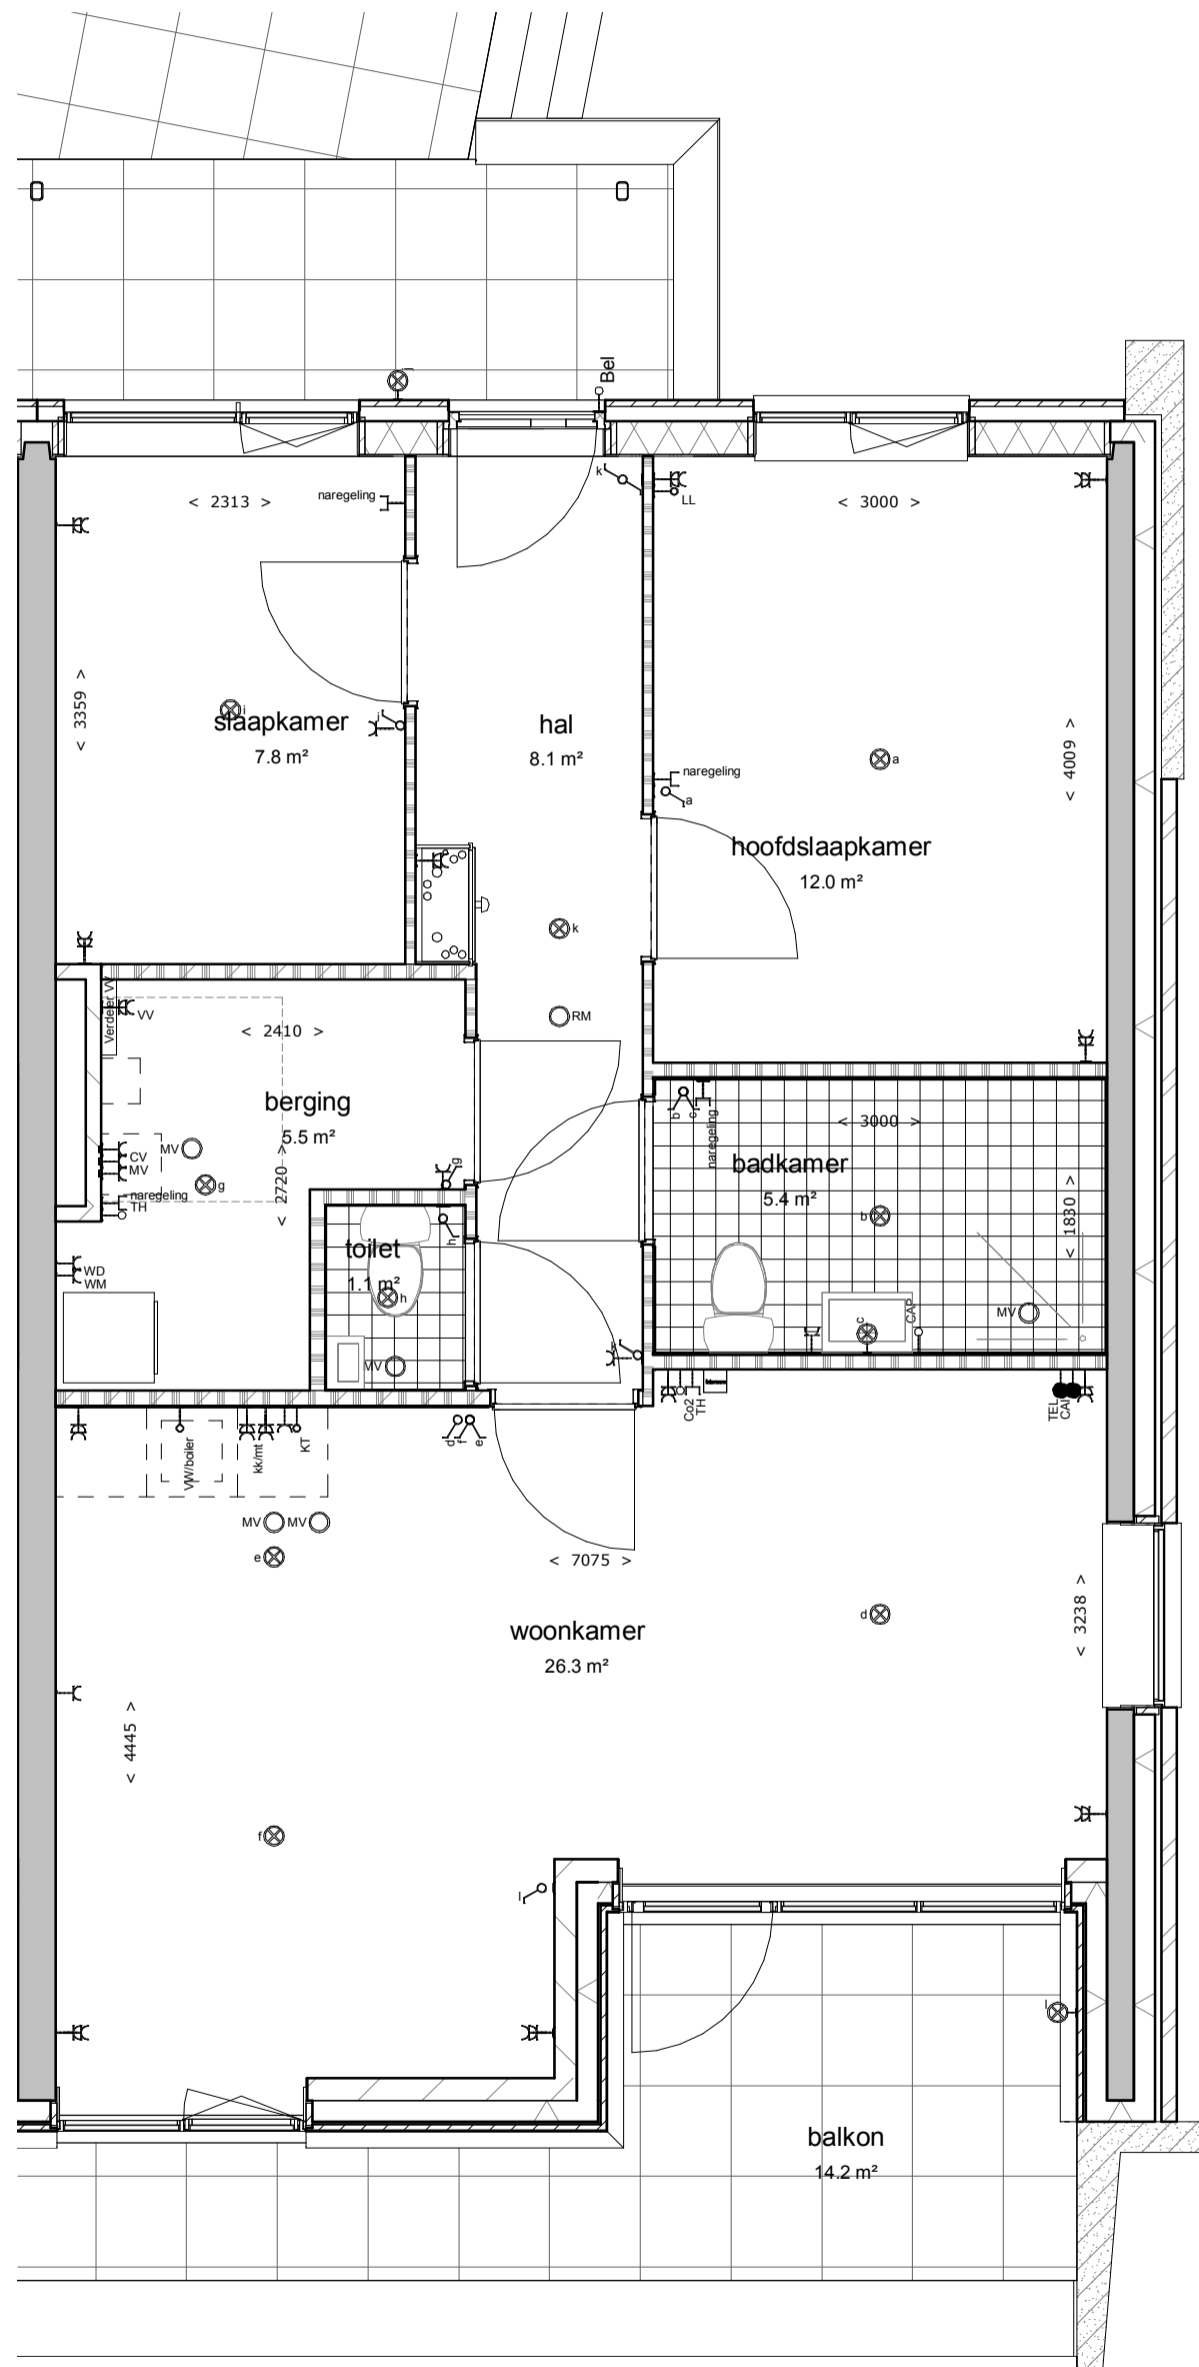 j
Bel
k
naregeling
< 2313 >
LL
< 3000 >
< 3359 >
i
slaapkamer
7.8 m²
i
hal
8.1 m²
< 4009 >
a
naregeling
a
hoofdslaapkamer
12.0 m²
k
RM
Verdeler VV
VV
< 2410 >
berging
5.5 m²
b
c
naregeling
< 3000 >
badkamer
5.4 m²
CV
MV
MV
g
g
naregeling
TH
< 2720 >
< 1830 >
b
h
toilet
1.1 m²
h
WD
WM
c
CAP
MV
MV
g
Co2
TH
TEL
CAI
VW/boiler
kk/mt
KT
d
f
e
MV
MV
e
< 7075 >
d
< 3238 >
woonkamer
26.3 m²
< 4445 >
f
l
l
balkon
14.2 m²